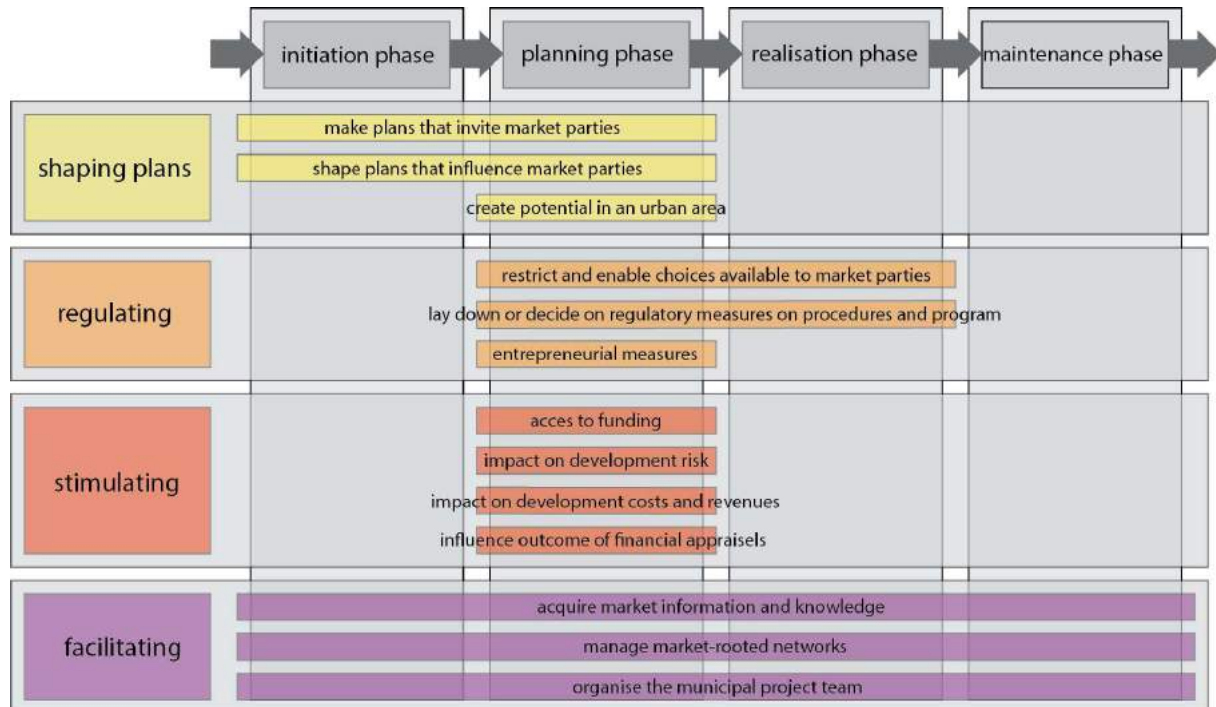 initiation phase
planning phase
realisation phase
maintenance phase
shaping plans
make plans that invite market parties
shape plans that influence market parties
create potential in an urban area
regulating
restrict and enable choices available to market parties
lay down or decide on regulatory measures on procedures and program
entrepreneurial measures
stimulating
acces to funding
impact on development risk
impact on development costs and revenues
influence outcome of financial appraisels
facilitating
acquire market information and knowledge
manage market-rooted networks
organise the municipal project team